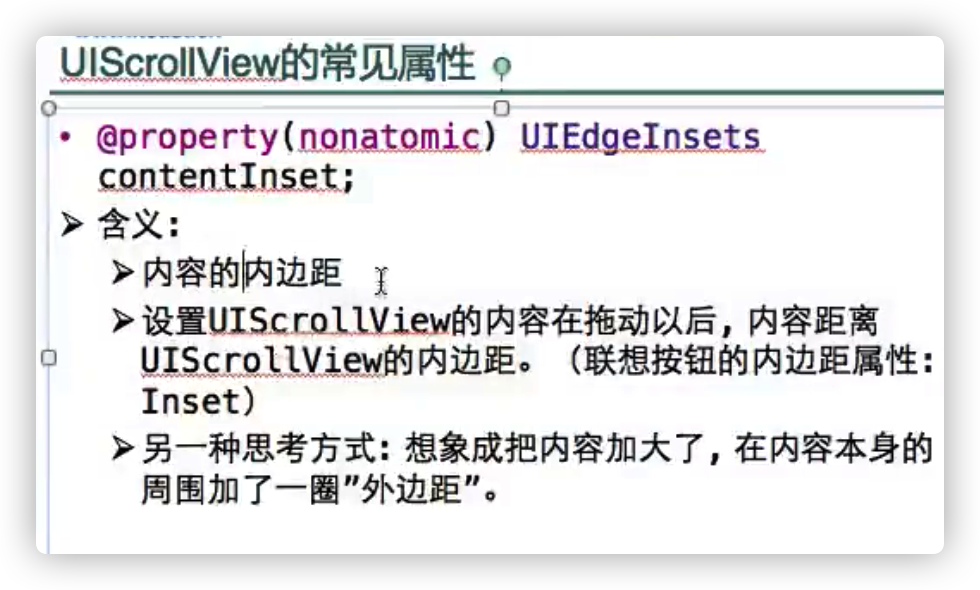 UIScrollView的常见属性
• @property(nonatomic) UIEdgeInsets
contentInset;
➢ 含义:
➢ 内容的内边距
➢ 设置UIScrollView的内容在拖动以后, 内容距离
UIScrollView的内边距。（联想按钮的内边距属性:
Inset）
➢ 另一种思考方式: 想象成把内容加大了, 在内容本身的
周围加了一圈”外边距”。